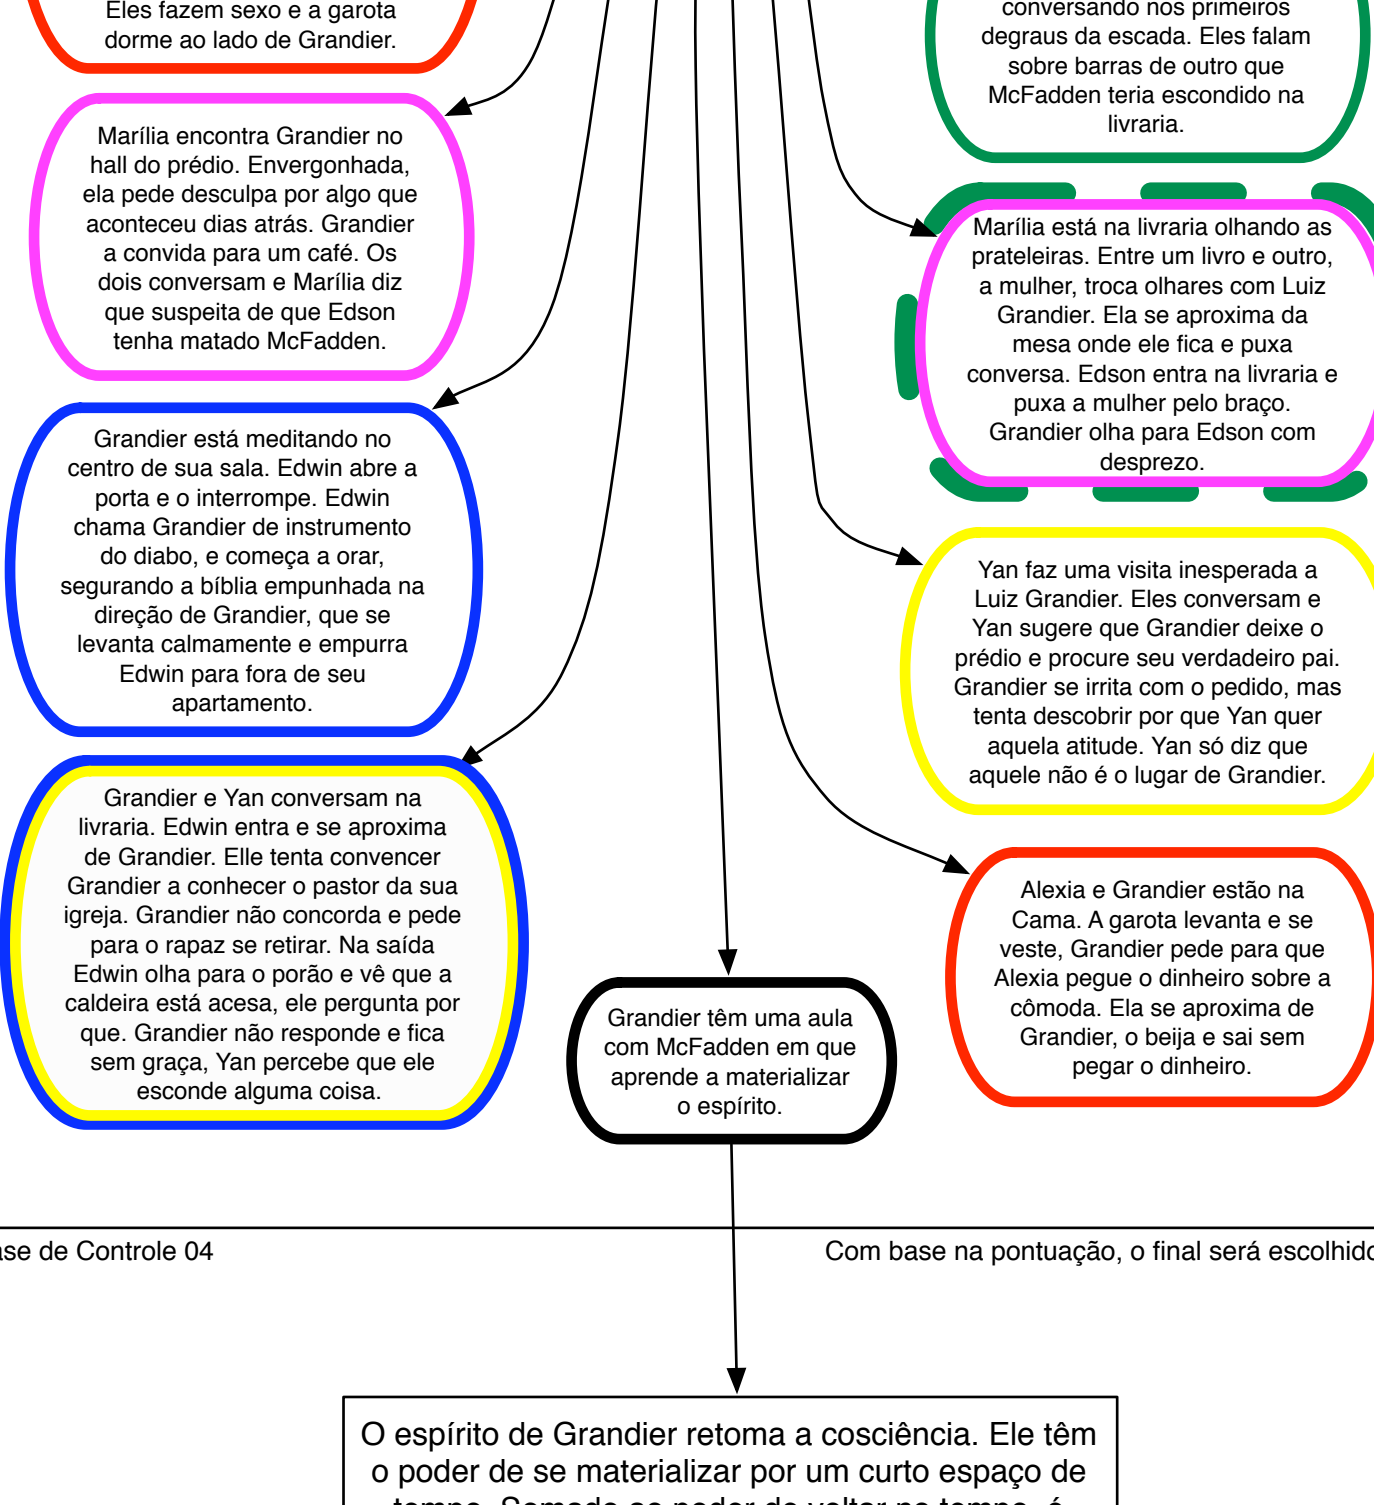 Eles fazem sexo e a garota
dorme ao lado de Grandier.
conversando nos primeiros
degraus da escada. Eles falam
sobre barras de outro que
McFadden teria escondido na
livraria.
Marília encontra Grandier no
hall do prédio. Envergonhada,
ela pede desculpa por algo que
aconteceu dias atrás. Grandier
a convida para um café. Os
dois conversam e Marília diz
que suspeita de que Edson
tenha matado McFadden.
Marília está na livraria olhando as
prateleiras. Entre um livro e outro,
a mulher, troca olhares com Luiz
Grandier. Ela se aproxima da
mesa onde ele fica e puxa
conversa. Edson entra na livraria e
puxa a mulher pelo braço.
Grandier olha para Edson com
desprezo.
Grandier está meditando no
centro de sua sala. Edwin abre a
porta e o interrompe. Edwin
chama Grandier de instrumento
do diabo, e começa a orar,
segurando a bíblia empunhada na
direção de Grandier, que se
levanta calmamente e empurra
Edwin para fora de seu
apartamento.
Yan faz uma visita inesperada a
Luiz Grandier. Eles conversam e
Yan sugere que Grandier deixe o
prédio e procure seu verdadeiro pai.
Grandier se irrita com o pedido, mas
tenta descobrir por que Yan quer
aquela atitude. Yan só diz que
aquele não é o lugar de Grandier.
Grandier e Yan conversam na
livraria. Edwin entra e se aproxima
de Grandier. Elle tenta convencer
Grandier a conhecer o pastor da sua
igreja. Grandier não concorda e pede
para o rapaz se retirar. Na saída
Edwin olha para o porão e vê que a
caldeira está acesa, ele pergunta por
que. Grandier não responde e fica
sem graça, Yan percebe que ele
esconde alguma coisa.
Grandier têm uma aula
com McFadden em que
aprende a materializar
o espírito.
Alexia e Grandier estão na
Cama. A garota levanta e se
veste, Grandier pede para que
Alexia pegue o dinheiro sobre a
cômoda. Ela se aproxima de
Grandier, o beija e sai sem
pegar o dinheiro.
ase de Controle 04
Com base na pontuação, o final será escolhido
O espírito de Grandier retoma a cosciência. Ele têm
o poder de se materializar por um curto espaço de
tempo. Somado ao poder de voltar no tempo, é